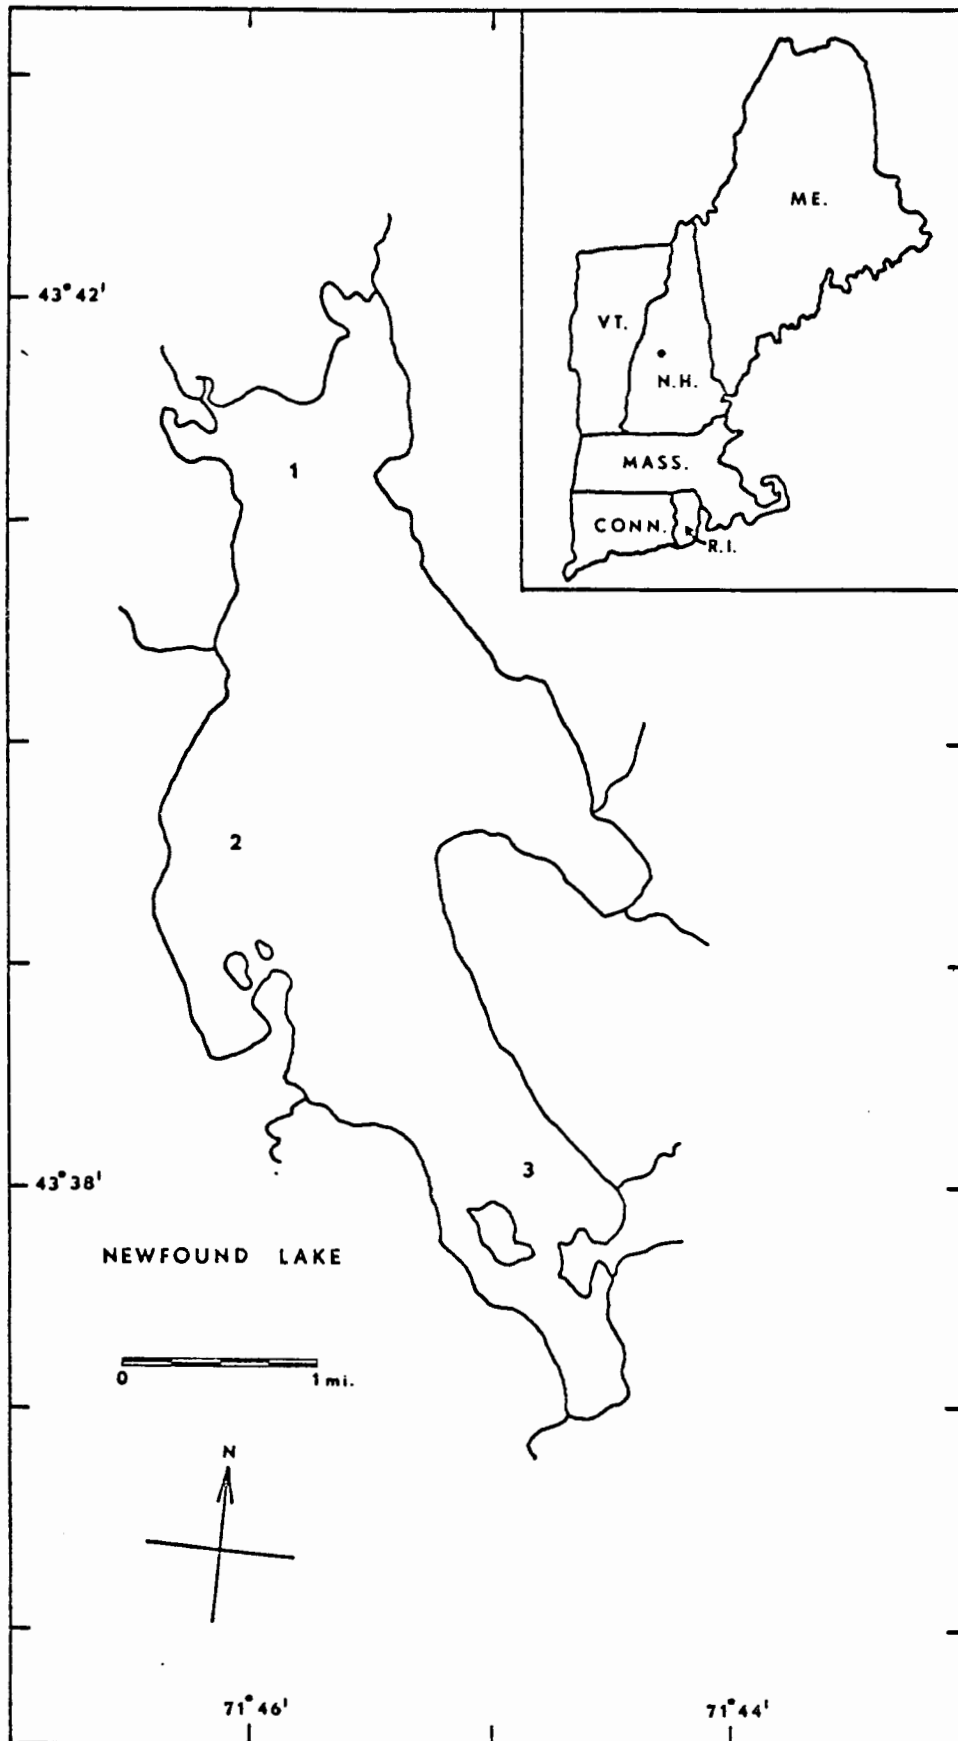 ME.
43°42'
VT.
N.H.
1
MASS.
CONN.
R.I.
2
3
43°38'
NEWFOUND LAKE
0 1 mi.
N
71°46' 71°44'